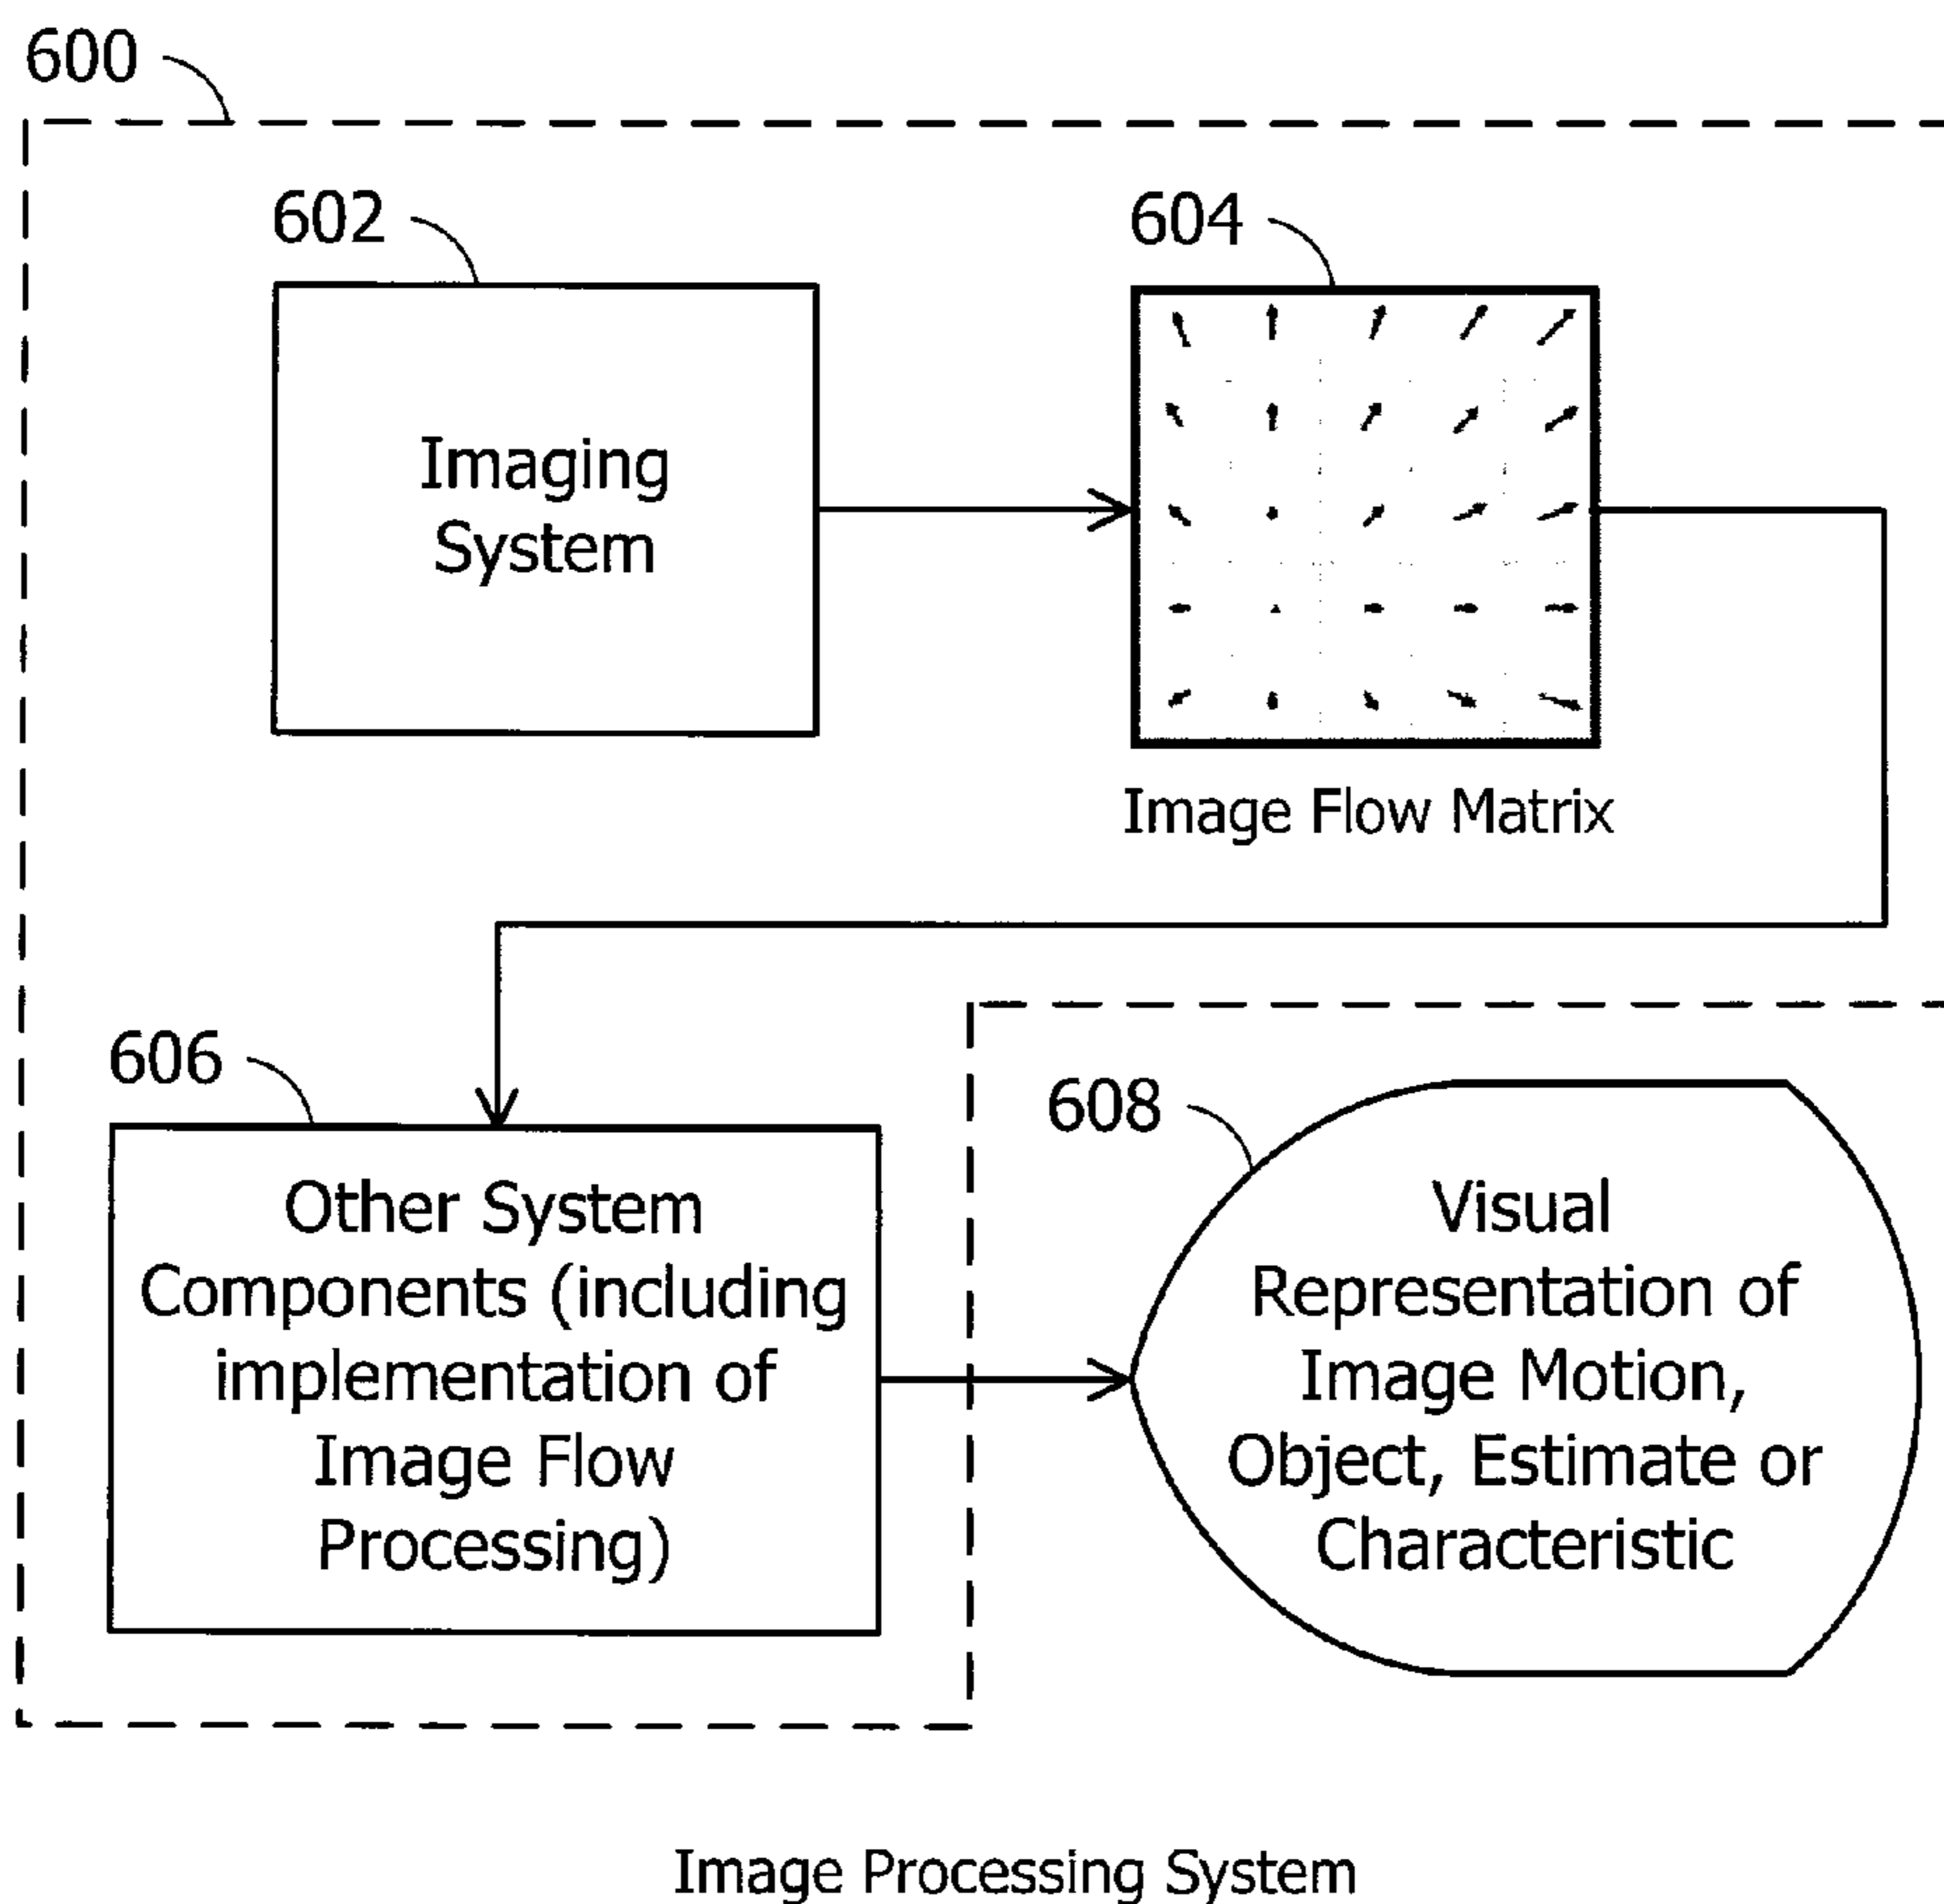 600
602
604
Imaging
System
Image Flow Matrix
606
608
Other System
Components (including
implementation of
Image Flow
Processing)
Visual
Representation of
Image Motion,
Object, Estimate or
Characteristic
Image Processing System